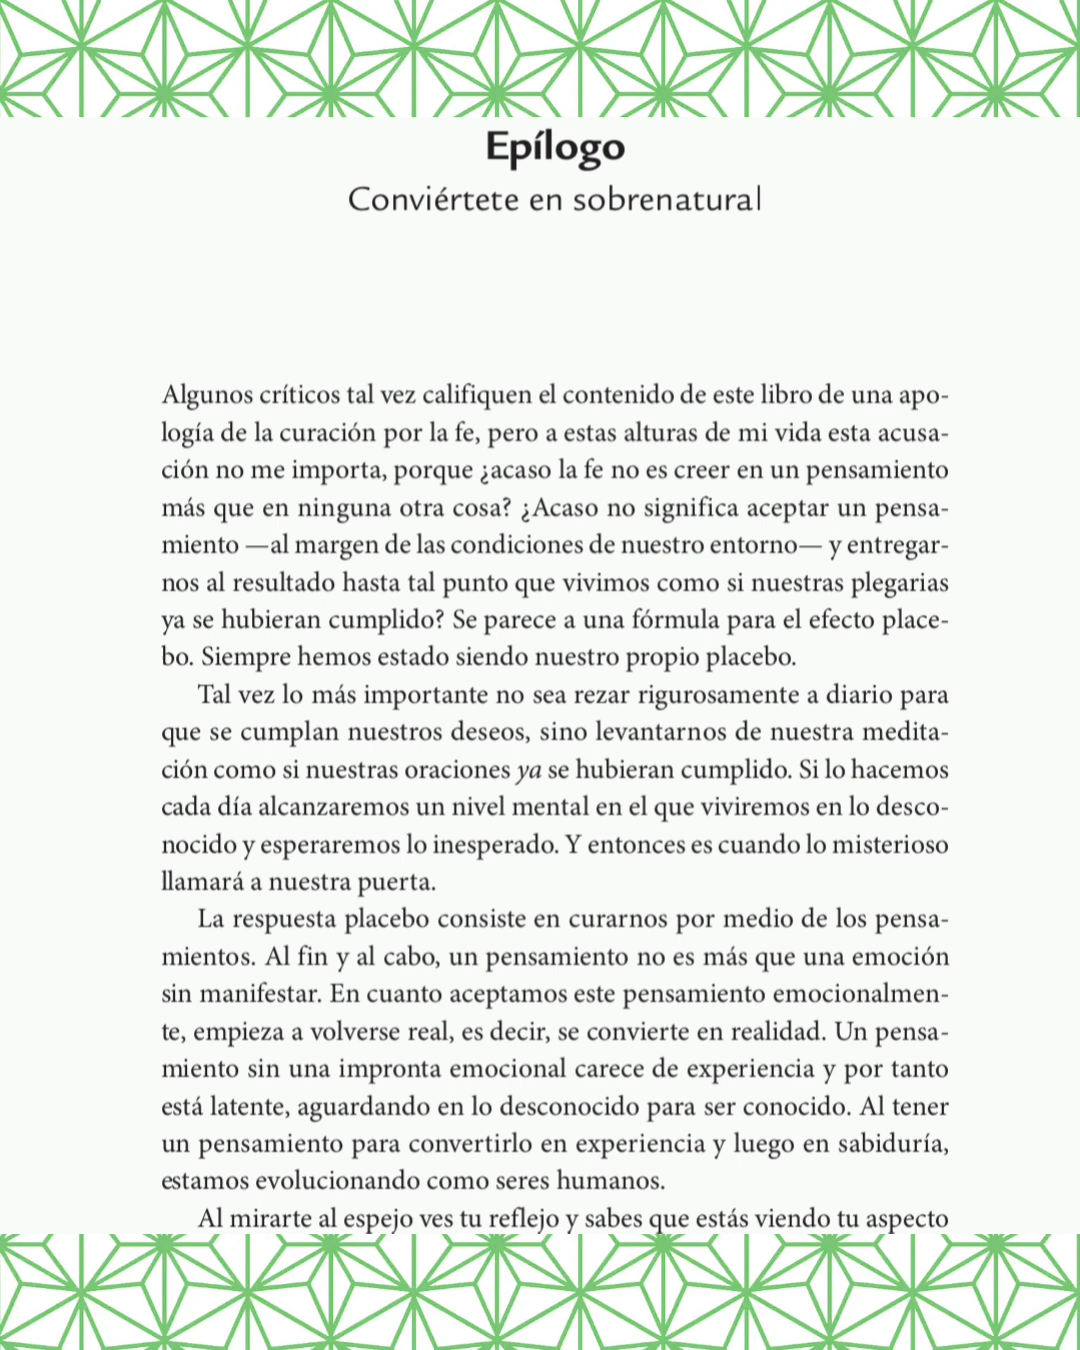 Epílogo
Conviértete en sobrenatural
Algunos críticos tal vez califiquen el contenido de este libro de una apo-
logía de la curación por la fe, pero a estas alturas de mi vida esta acusa-
ción no me importa, porque ¿acaso la fe no es creer en un pensamiento
más que en ninguna otra cosa? ¿Acaso no significa aceptar un pensa-
miento —al margen de las condiciones de nuestro entorno— y entregar-
nos al resultado hasta tal punto que vivimos como si nuestras plegarias
ya se hubieran cumplido? Se parece a una fórmula para el efecto place-
bo. Siempre hemos estado siendo nuestro propio placebo.
Tal vez lo más importante no sea rezar rigurosamente a diario para
que se cumplan nuestros deseos, sino levantarnos de nuestra medita-
ción como si nuestras oraciones ya se hubieran cumplido. Si lo hacemos
cada día alcanzaremos un nivel mental en el que viviremos en lo desco-
nocido y esperaremos lo inesperado. Y entonces es cuando lo misterioso
llamará a nuestra puerta.
La respuesta placebo consiste en curarnos por medio de los pensa-
mientos. Al fin y al cabo, un pensamiento no es más que una emoción
sin manifestar. En cuanto aceptamos este pensamiento emocionalmen-
te, empieza a volverse real, es decir, se convierte en realidad. Un pensa-
miento sin una impronta emocional carece de experiencia y por tanto
está latente, aguardando en lo desconocido para ser conocido. Al tener
un pensamiento para convertirlo en experiencia y luego en sabiduría,
estamos evolucionando como seres humanos.
Al mirarte al espejo ves tu reflejo y sabes que estás viendo tu aspecto